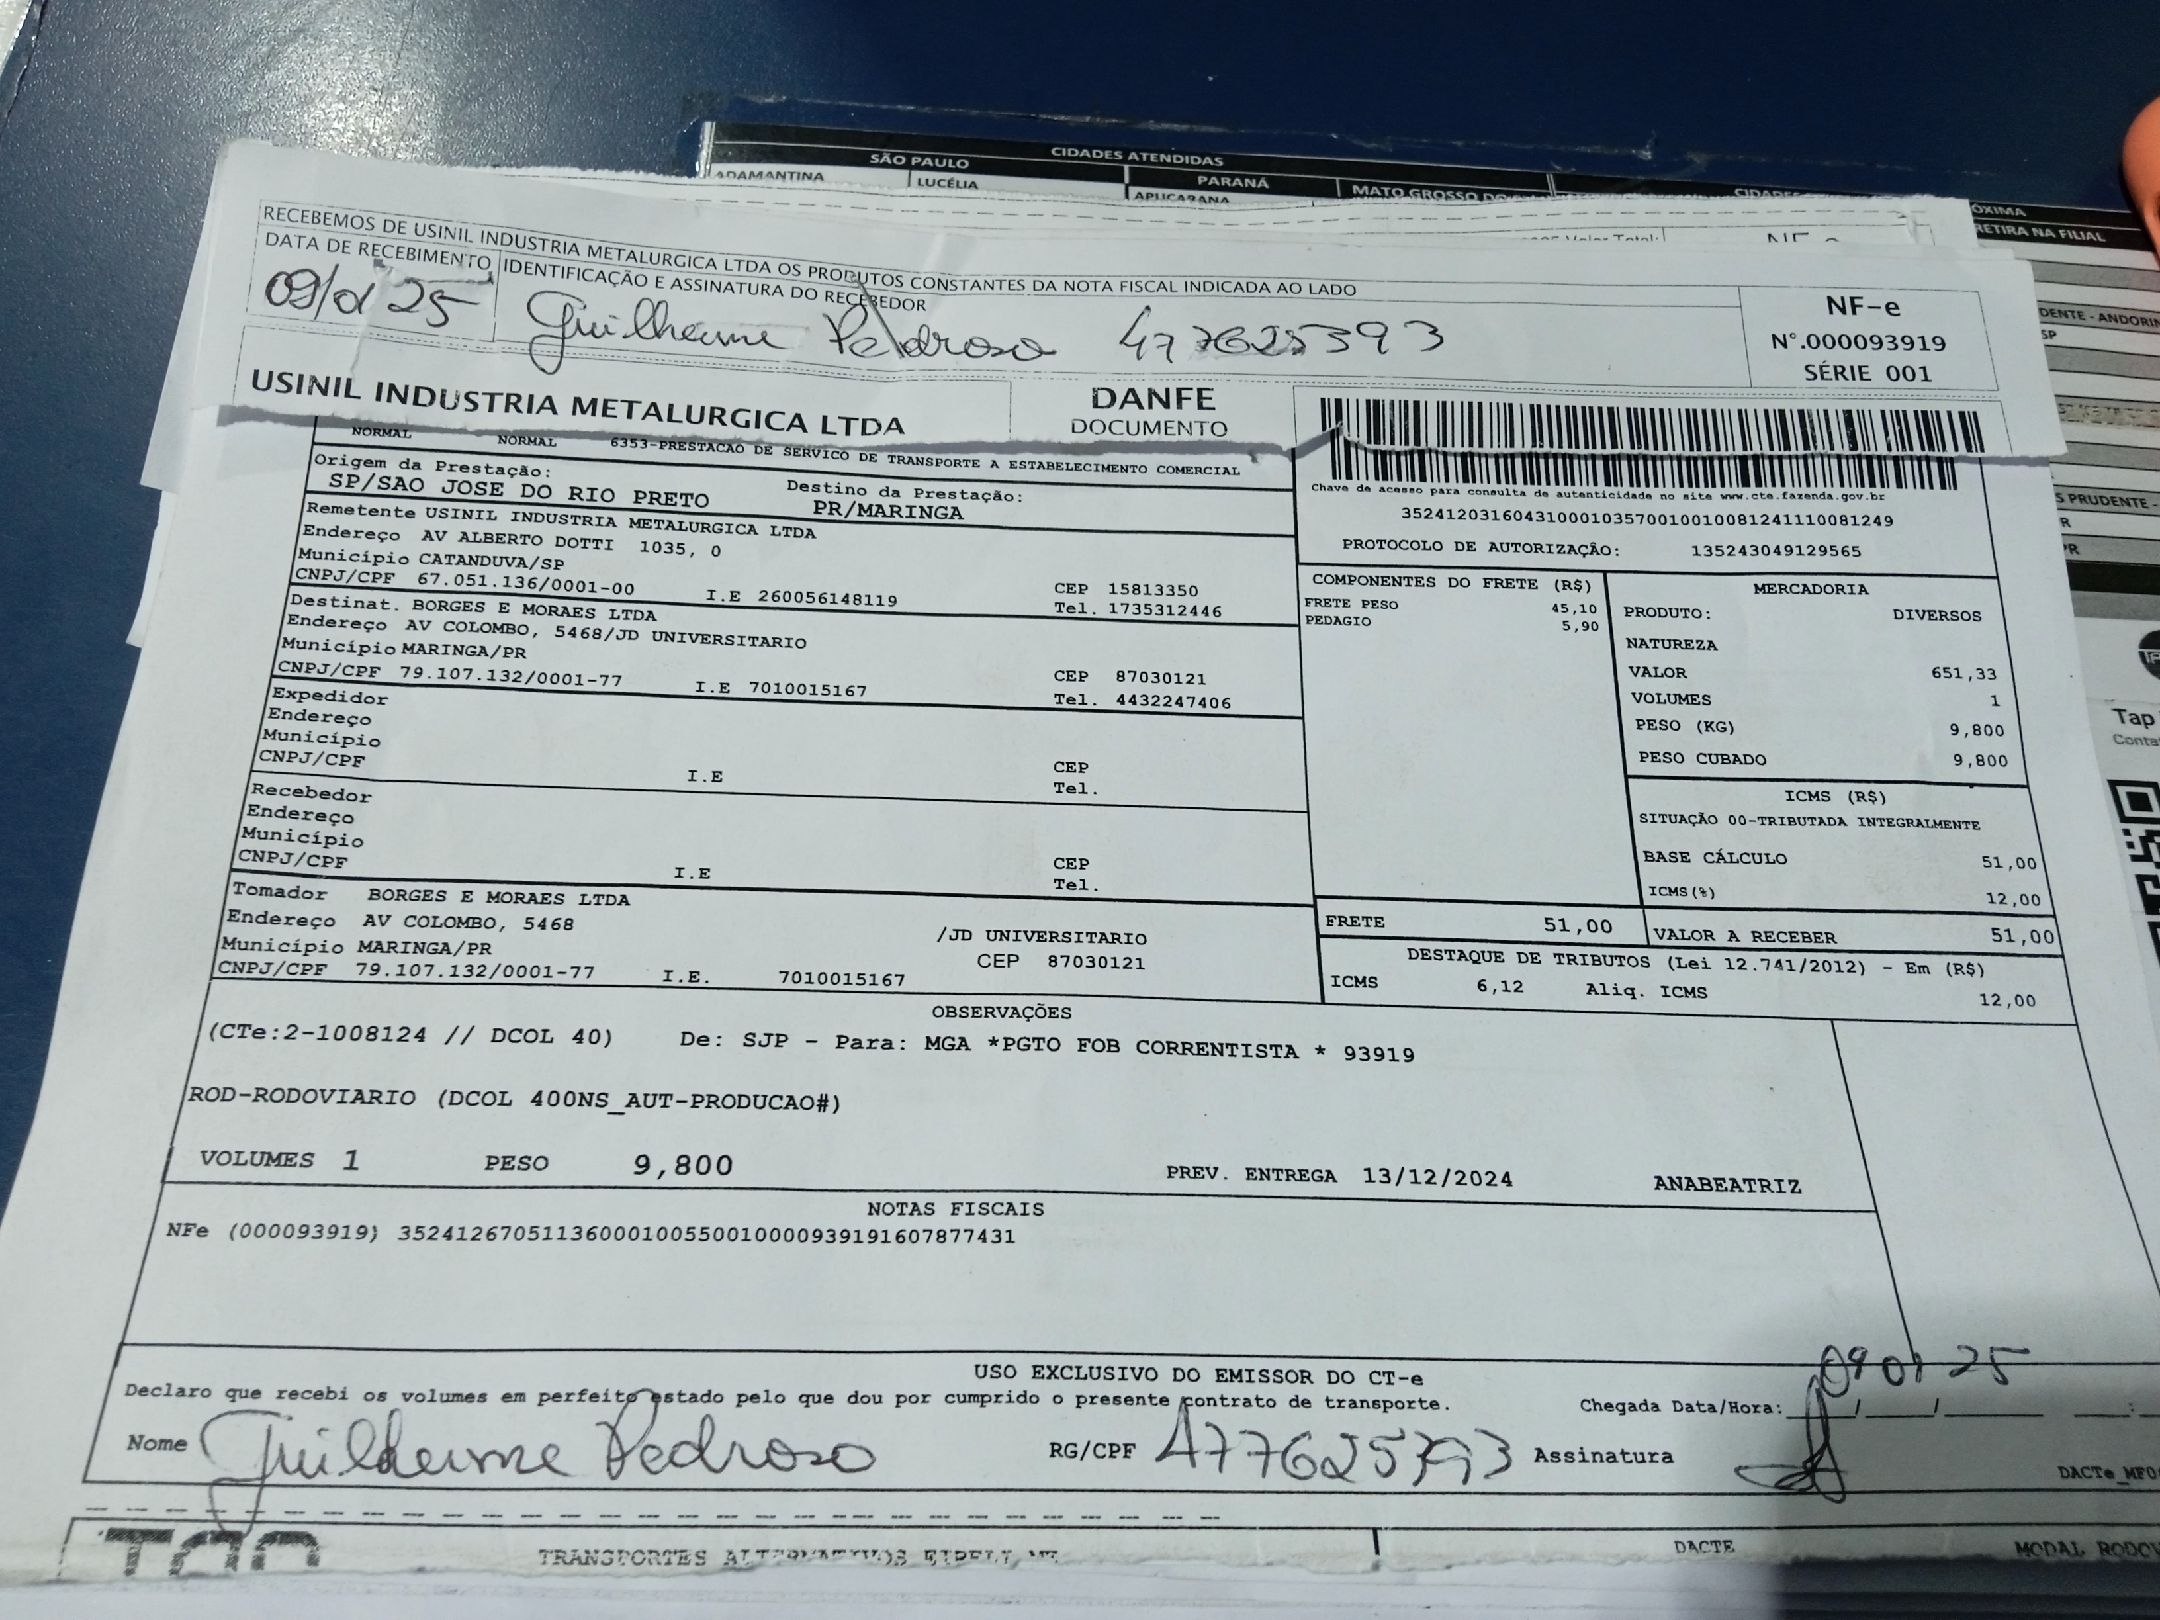 CIDADES ATENDIDAS
SÃO PAULO
PARANÁ
MATO GROSSO DO
ADAMANTINA
LUCÉLIA
APUCARANA
RETIRA NA FILIAL
RECEBEMOS DE USINIL INDUSTRIA METALURGICA LTDA OS PRODUTOS CONSTANTES DA NOTA FISCAL INDICADA AO LADO
DATA DE RECEBIMENTO
IDENTIFICAÇÃO E ASSINATURA DO RECEBEDOR
Guilherme Pedroso 477625393
NF-e
Nº.000093919
SÉRIE 001
USINIL INDUSTRIA METALURGICA LTDA
DANFE
DOCUMENTO
NORMAL NORMAL 6353-PRESTACAO DE SERVICO DE TRANSPORTE A ESTABELECIMENTO COMERCIAL
Origem da Prestação:
SP/SAO JOSE DO RIO PRETO
Destino da Prestação:
PR/MARINGA
Chave de acesso para consulta de autenticidade no site www.cte.fazenda.gov.br
35241203160431000103570010010081241110081249
PROTOCOLO DE AUTORIZAÇÃO: 135243049129565
Remetente USINIL INDUSTRIA METALURGICA LTDA
Endereço AV ALBERTO DOTTI 1035, 0
Município CATANDUVA/SP
CEP 15813350
CNPJ/CPF 67.051.136/0001-00 I.E 260056148119 Tel. 1735312446
Destinat. BORGES E MORAES LTDA
Endereço AV COLOMBO, 5468/JD UNIVERSITARIO
Município MARINGA/PR
CEP 87030121
CNPJ/CPF 79.107.132/0001-77 I.E 7010015167 Tel. 4432247406
Expedidor
Endereço
Município
CEP
CNPJ/CPF I.E Tel.
Recebedor
Endereço
Município
CEP
CNPJ/CPF I.E Tel.
Tomador BORGES E MORAES LTDA
Endereço AV COLOMBO, 5468 /JD UNIVERSITARIO
Município MARINGA/PR CEP 87030121
CNPJ/CPF 79.107.132/0001-77 I.E. 7010015167
COMPONENTES DO FRETE (R$)
FRETE PESO 45,10
PEDAGIO 5,90
MERCADORIA
PRODUTO: DIVERSOS
NATUREZA
VALOR 651,33
VOLUMES 1
PESO (KG) 9,800
PESO CUBADO 9,800
ICMS (R$)
SITUAÇÃO 00-TRIBUTADA INTEGRALMENTE
BASE CÁLCULO 51,00
ICMS(%) 12,00
FRETE 51,00
VALOR A RECEBER 51,00
DESTAQUE DE TRIBUTOS (Lei 12.741/2012) - Em (R$)
ICMS 6,12 Aliq. ICMS 12,00
OBSERVAÇÕES
(CTe:2-1008124 // DCOL 40) De: SJP - Para: MGA *PGTO FOB CORRENTISTA * 93919
ROD-RODOVIARIO (DCOL 400NS_AUT-PRODUCAO#)
VOLUMES 1 PESO 9,800 PREV. ENTREGA 13/12/2024 ANABEATRIZ
NOTAS FISCAIS
NFe (000093919) 35241267051136000100550010000939191607877431
USO EXCLUSIVO DO EMISSOR DO CT-e
Declaro que recebi os volumes em perfeito estado pelo que dou por cumprido o presente contrato de transporte.
Chegada Data/Hora: 09 01 25
Nome Guilherme Pedroso RG/CPF 477625393 Assinatura
TRANSPORTES ALTERNATIVOS EIRELI
DACTE
MODAL RODOV
Tap